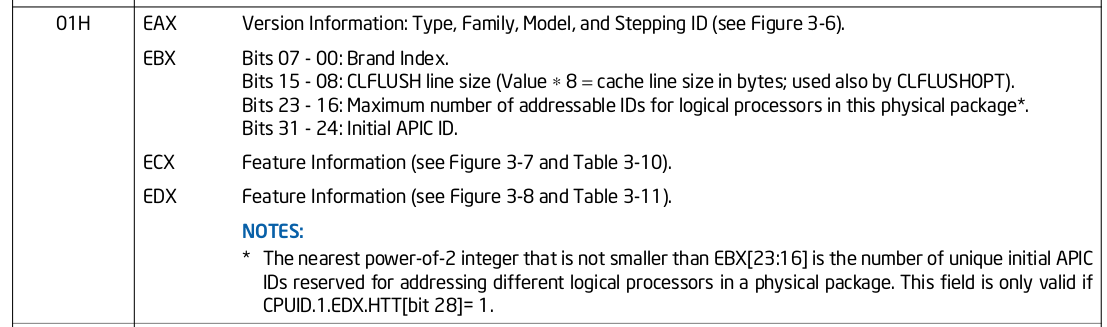 01H EAX Version Information: Type, Family, Model, and Stepping ID (see Figure 3-6).
EBX Bits 07 - 00: Brand Index.
Bits 15 - 08: CLFLUSH line size (Value ∗ 8 = cache line size in bytes; used also by CLFLUSHOPT).
Bits 23 - 16: Maximum number of addressable IDs for logical processors in this physical package*.
Bits 31 - 24: Initial APIC ID.
ECX Feature Information (see Figure 3-7 and Table 3-10).
EDX Feature Information (see Figure 3-8 and Table 3-11).
NOTES:
* The nearest power-of-2 integer that is not smaller than EBX[23:16] is the number of unique initial APIC
IDs reserved for addressing different logical processors in a physical package. This field is only valid if
CPUID.1.EDX.HTT[bit 28]= 1.